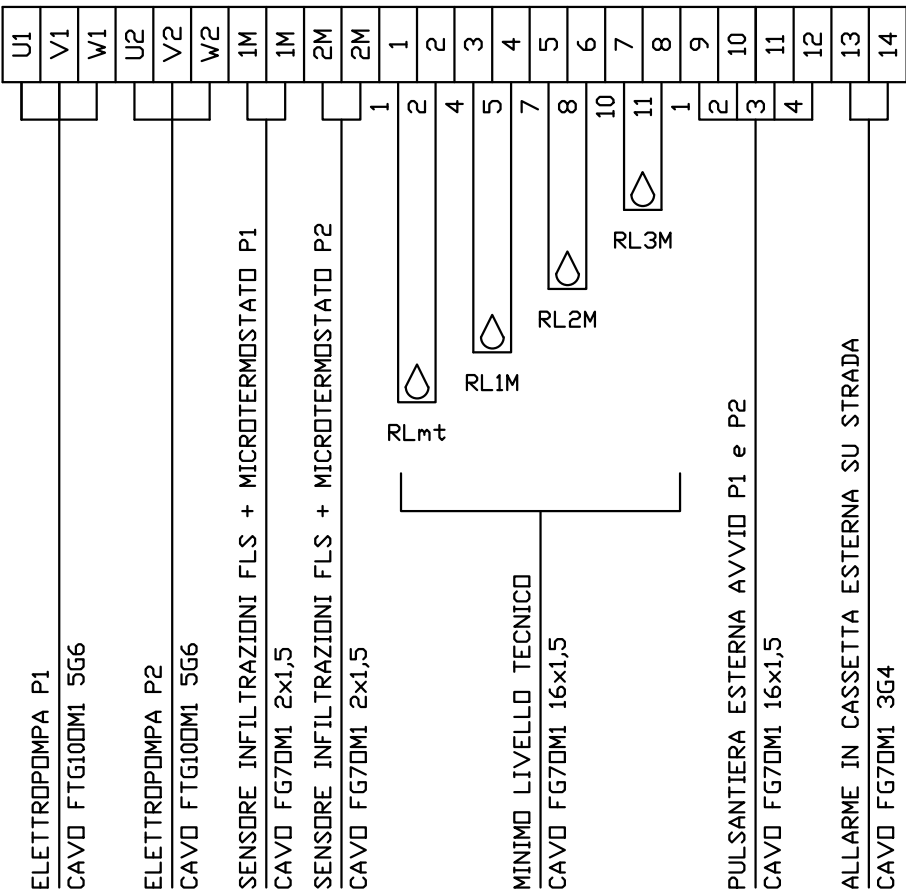 U1 V1 W1 U2 V2 W2 1M 1M 2M 2M 1 2 3 4 5 6 7 8 9 10 11 12 13 14
1 2 4 5 7 8 10 11 1 2 3 4
RL3M
RL2M
RL1M
RLmt
ELETTROPOMPA P1
CAVO FTG10OM1 5G6
ELETTROPOMPA P2
CAVO FTG10OM1 5G6
SENSORE INFILTRAZIONI FLS + MICROTERMOSTATO P1
CAVO FG7OM1 2x1,5
SENSORE INFILTRAZIONI FLS + MICROTERMOSTATO P2
CAVO FG7OM1 2x1,5
MINIMO LIVELLO TECNICO
CAVO FG7OM1 16x1,5
PULSANTIERA ESTERNA AVVIO P1 e P2
CAVO FG7OM1 16x1,5
ALLARME IN CASSETTA ESTERNA SU STRADA
CAVO FG7OM1 3G4